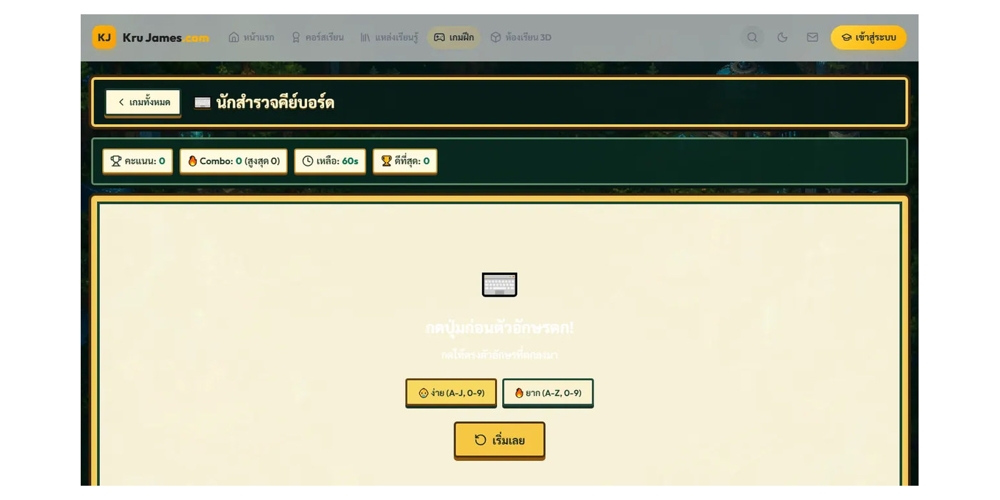 KJ Kru James.com หน้าแรก คอร์สเรียน แหล่งเรียนรู้ เกมฝึก ห้องเรียน 3D เข้าสู่ระบบ
เกมทั้งหมด นักสำรวจคีย์บอร์ด
คะแนน: 0 Combo: 0 (สูงสุด 0) เหลือ: 60s ดีที่สุด: 0
กดปุ่มก่อนตัวอักษรตก!
กดให้ตรงตัวอักษรที่ตกลงมา
ง่าย (A-J, 0-9) ยาก (A-Z, 0-9)
เริ่มเลย